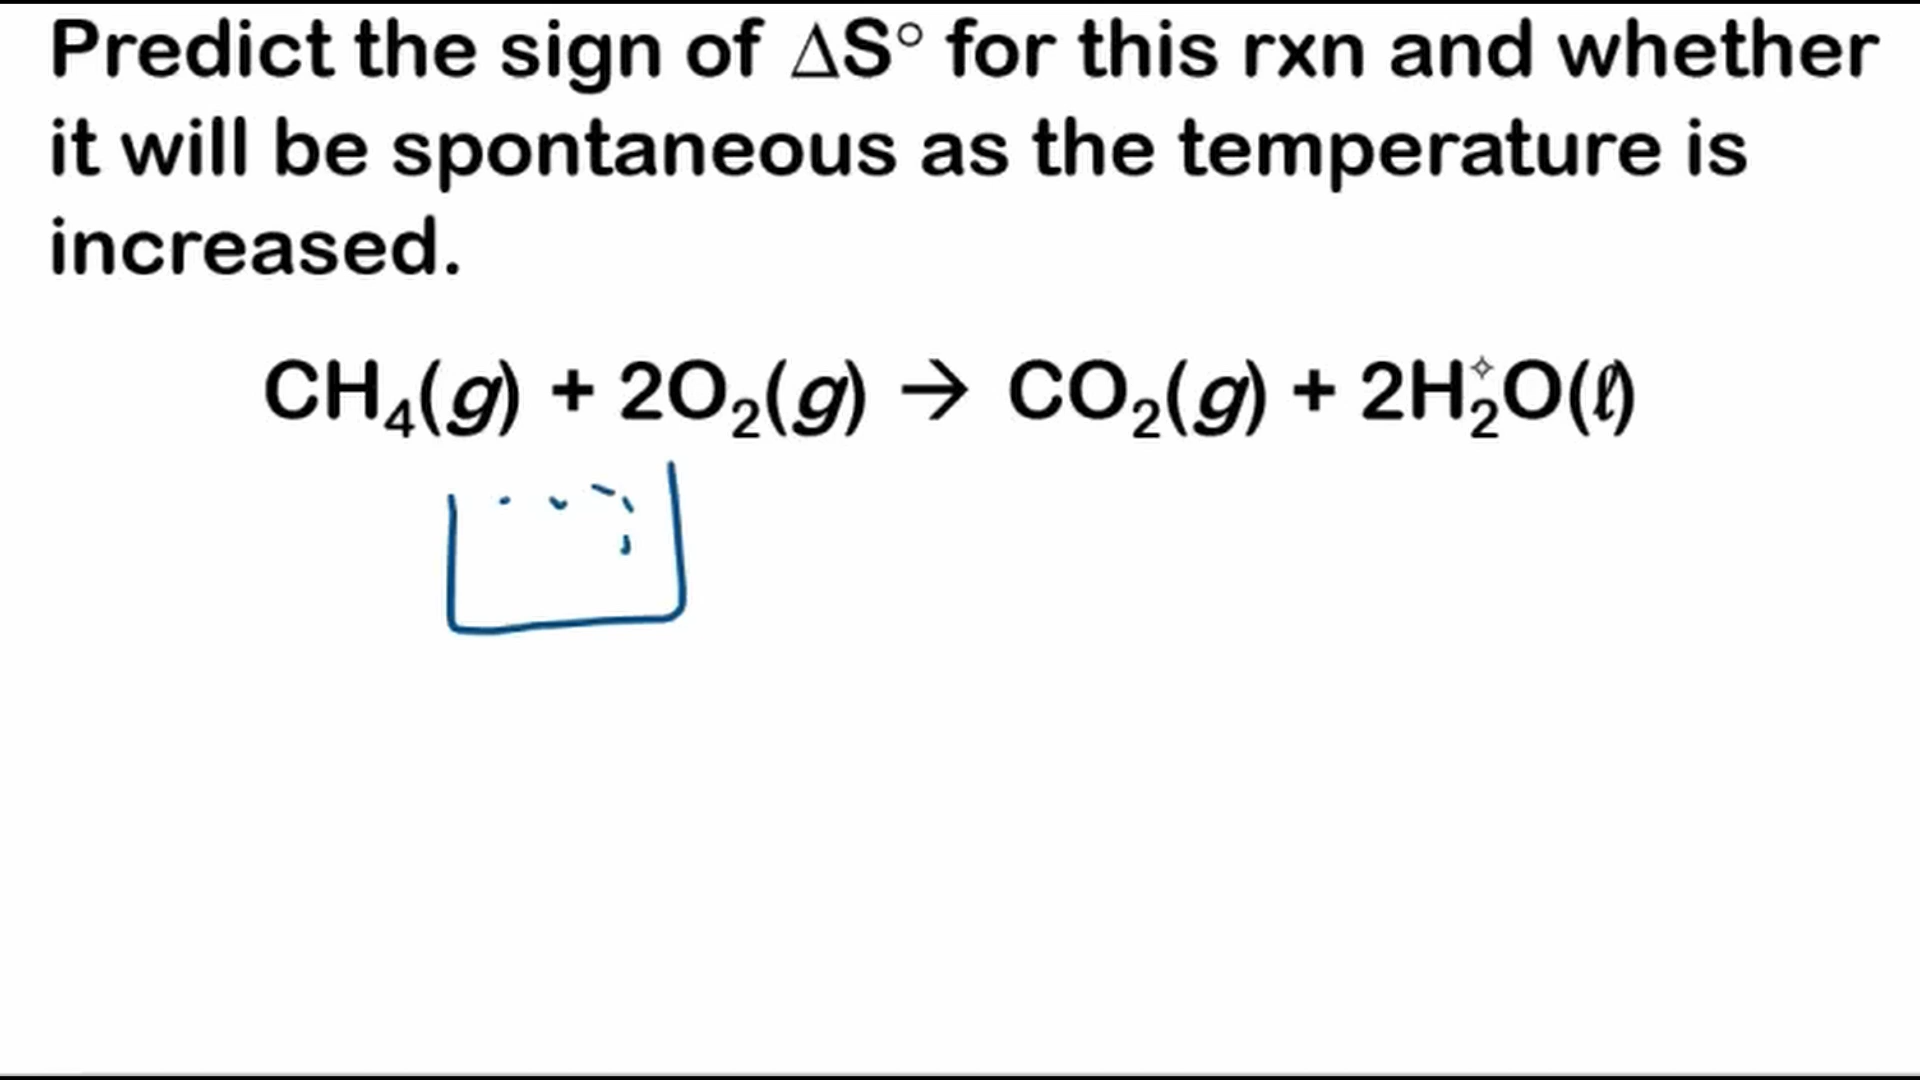 Predict the sign of ΔS° for this rxn and whether
it will be spontaneous as the temperature is
increased.
CH₄(g) + 2O₂(g) → CO₂(g) + 2H₂O(ℓ)